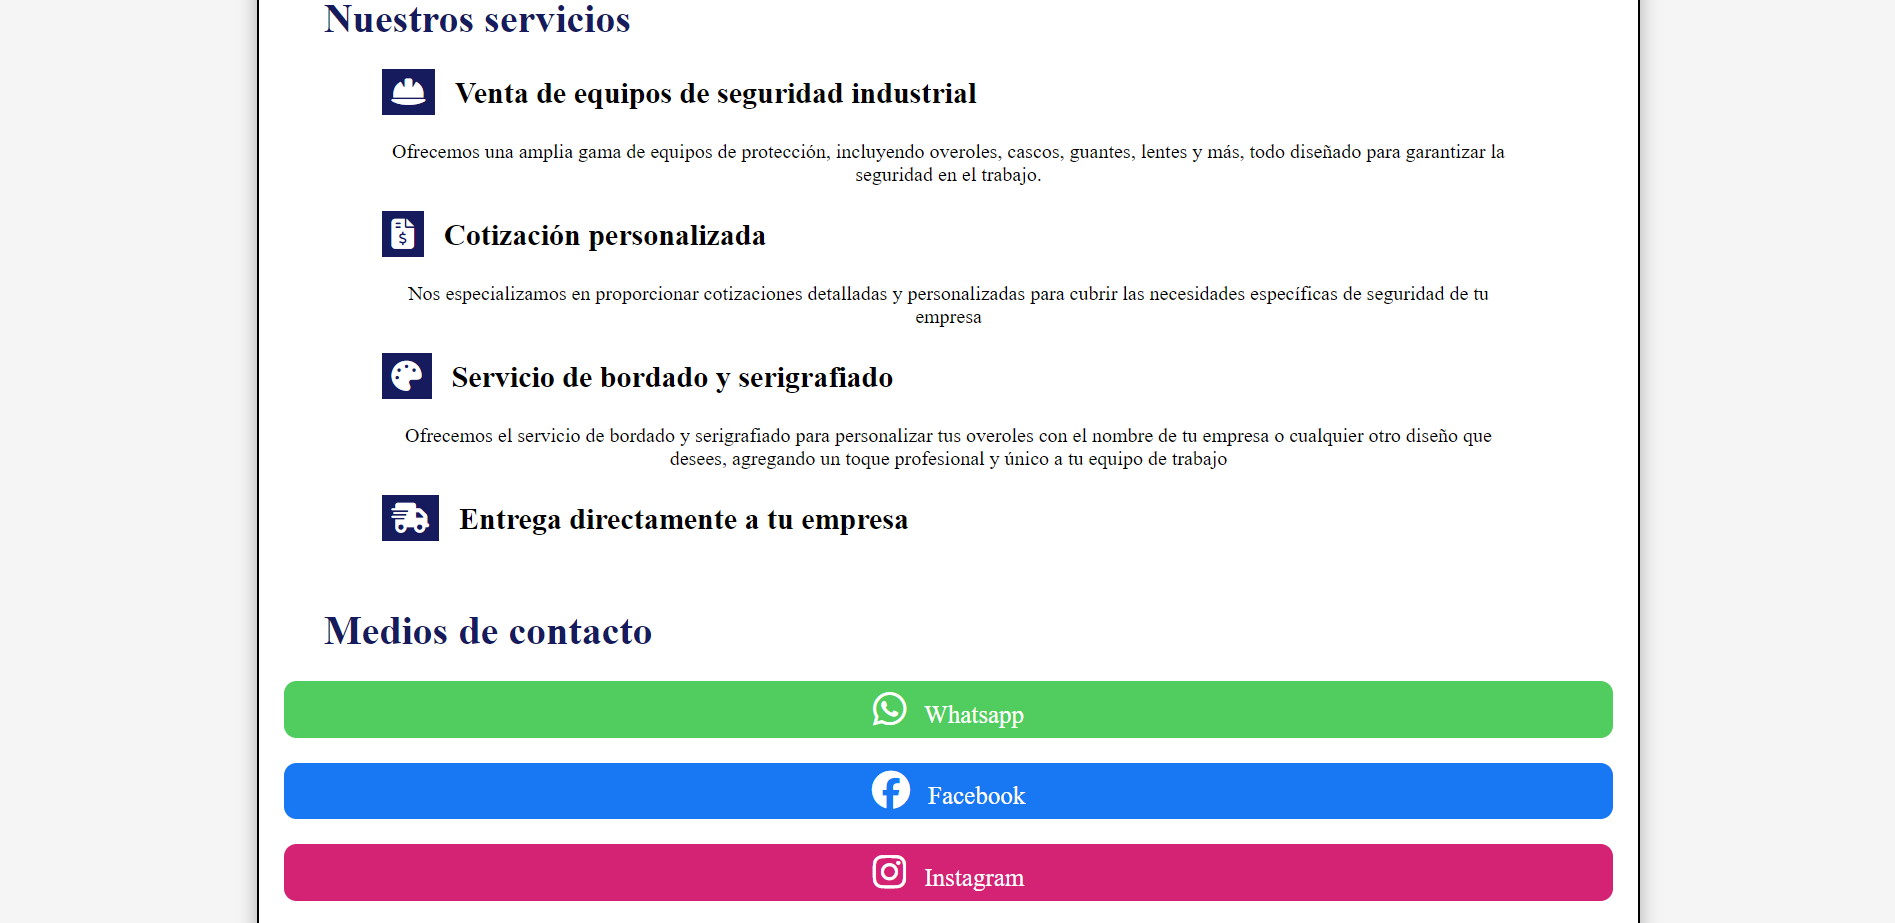 Nuestros servicios
Venta de equipos de seguridad industrial
Ofrecemos una amplia gama de equipos de protección, incluyendo overoles, cascos, guantes, lentes y más, todo diseñado para garantizar la
seguridad en el trabajo.
$
Cotización personalizada
Nos especializamos en proporcionar cotizaciones detalladas y personalizadas para cubrir las necesidades específicas de seguridad de tu
empresa
Servicio de bordado y serigrafiado
Ofrecemos el servicio de bordado y serigrafiado para personalizar tus overoles con el nombre de tu empresa o cualquier otro diseño que
desees, agregando un toque profesional y único a tu equipo de trabajo
Entrega directamente a tu empresa
Medios de contacto
Whatsapp
Facebook
Instagram